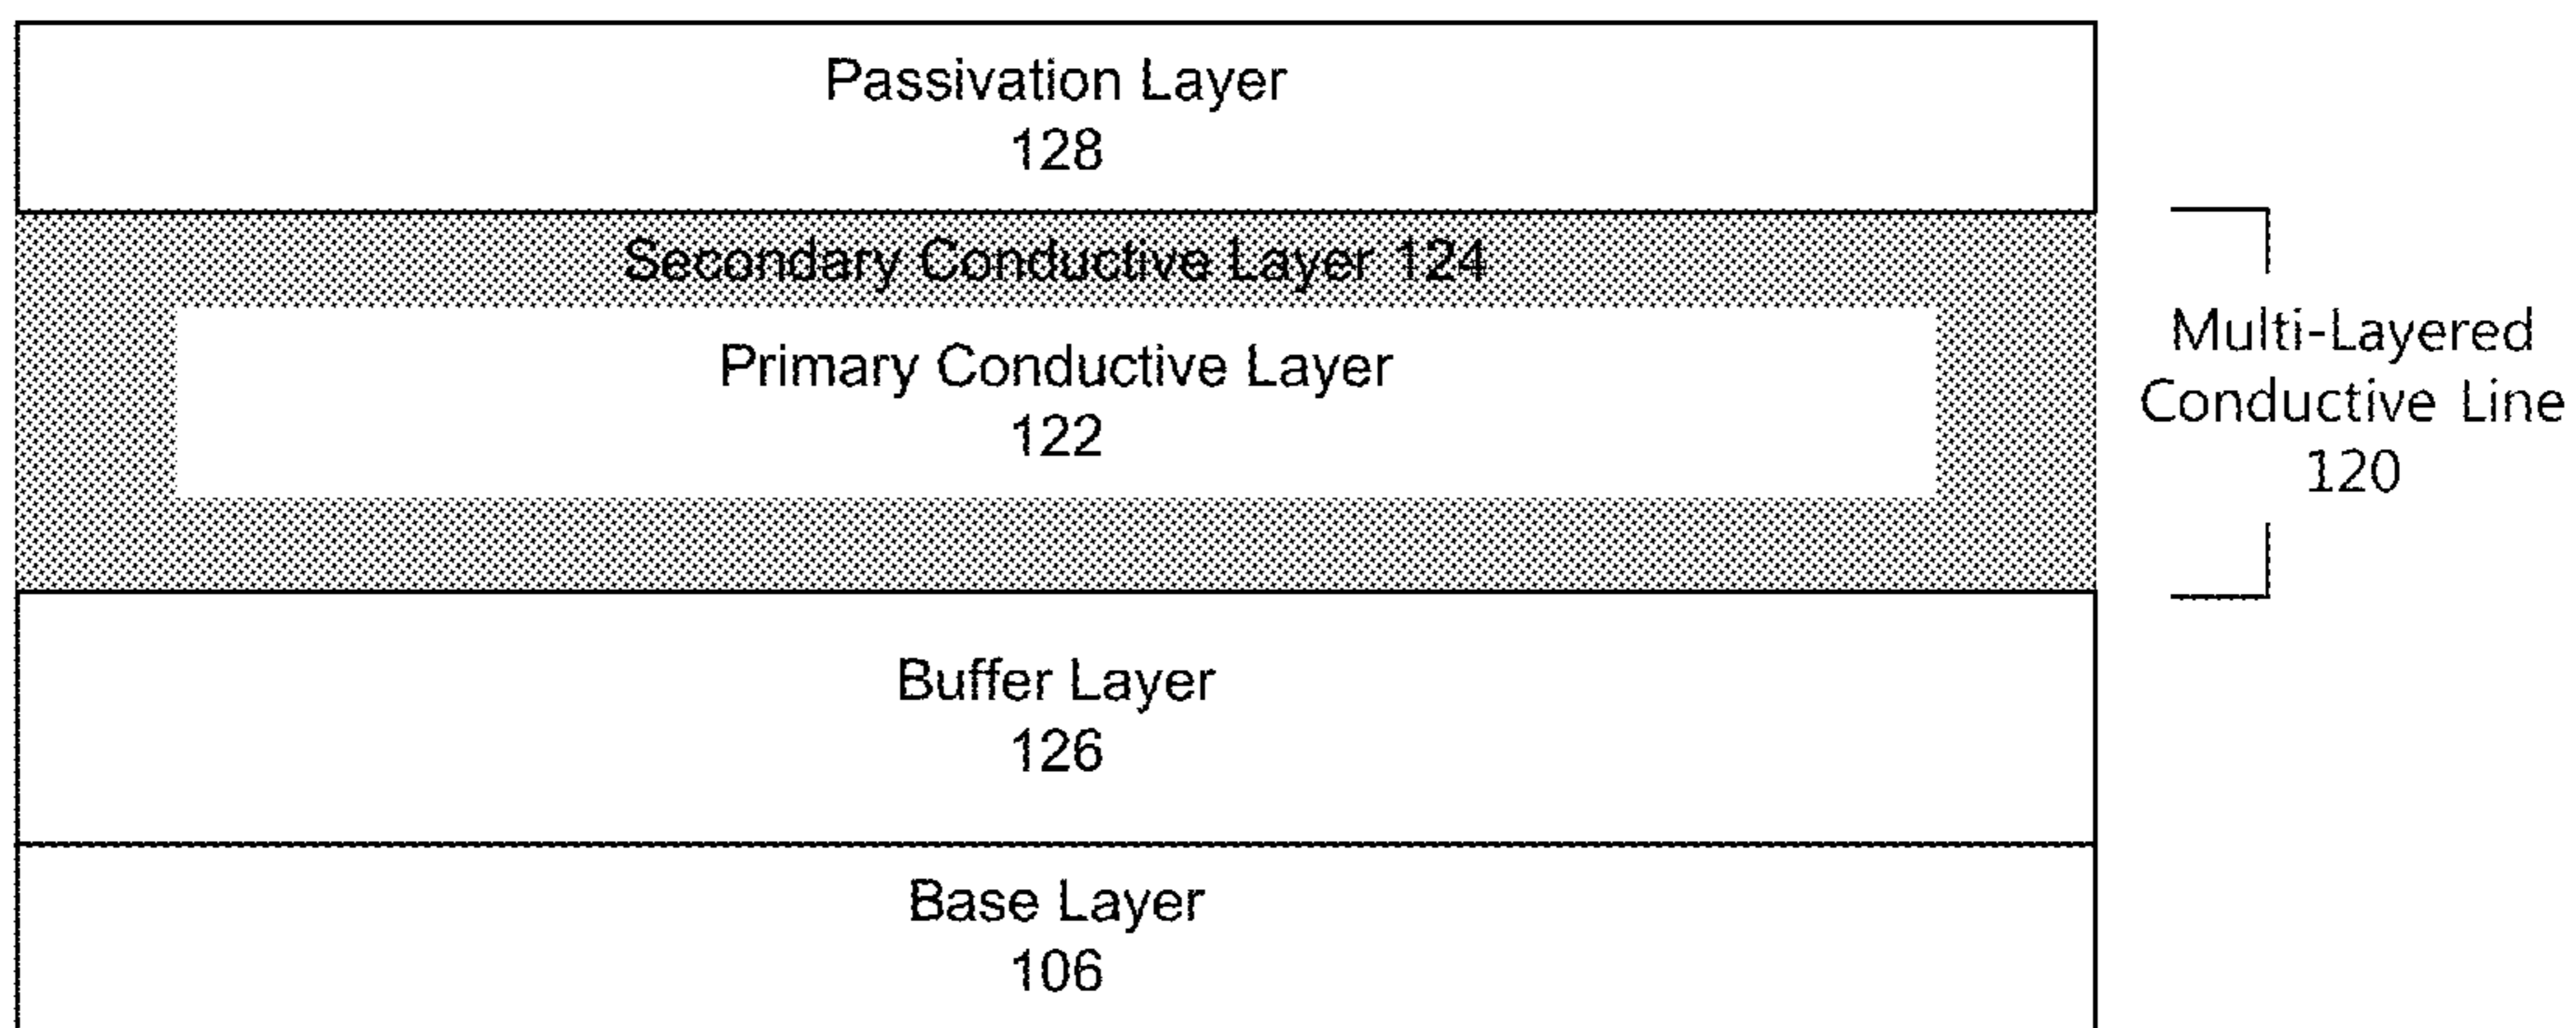 Passivation Layer
128
Secondary Conductive Layer 124
Primary Conductive Layer
122
Multi-Layered
Conductive Line
120
Buffer Layer
126
Base Layer
106